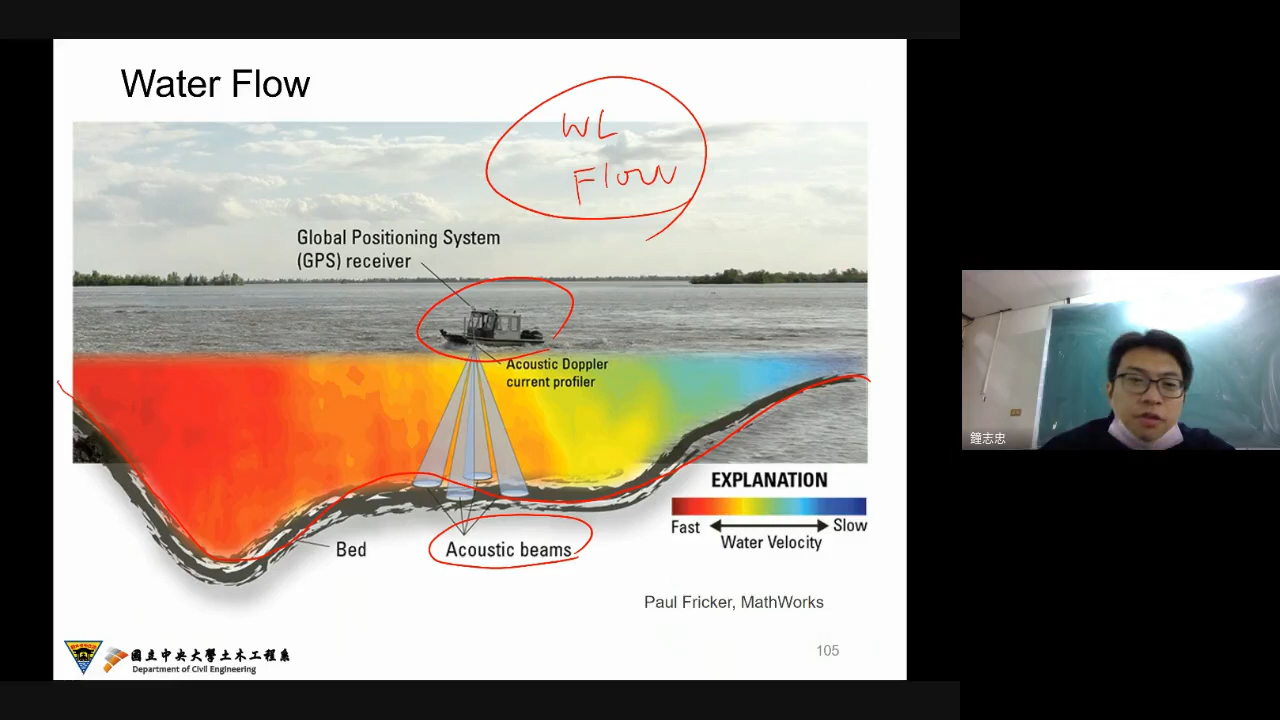 Water Flow
WL
Flow
Global Positioning System
(GPS) receiver
Acoustic Doppler
current profiler
EXPLANATION
Fast
Slow
Water Velocity
Bed
Acoustic beams
Paul Fricker, MathWorks
國立中央大學土木工程系
Department of Civil Engineering
105
鐘志忠